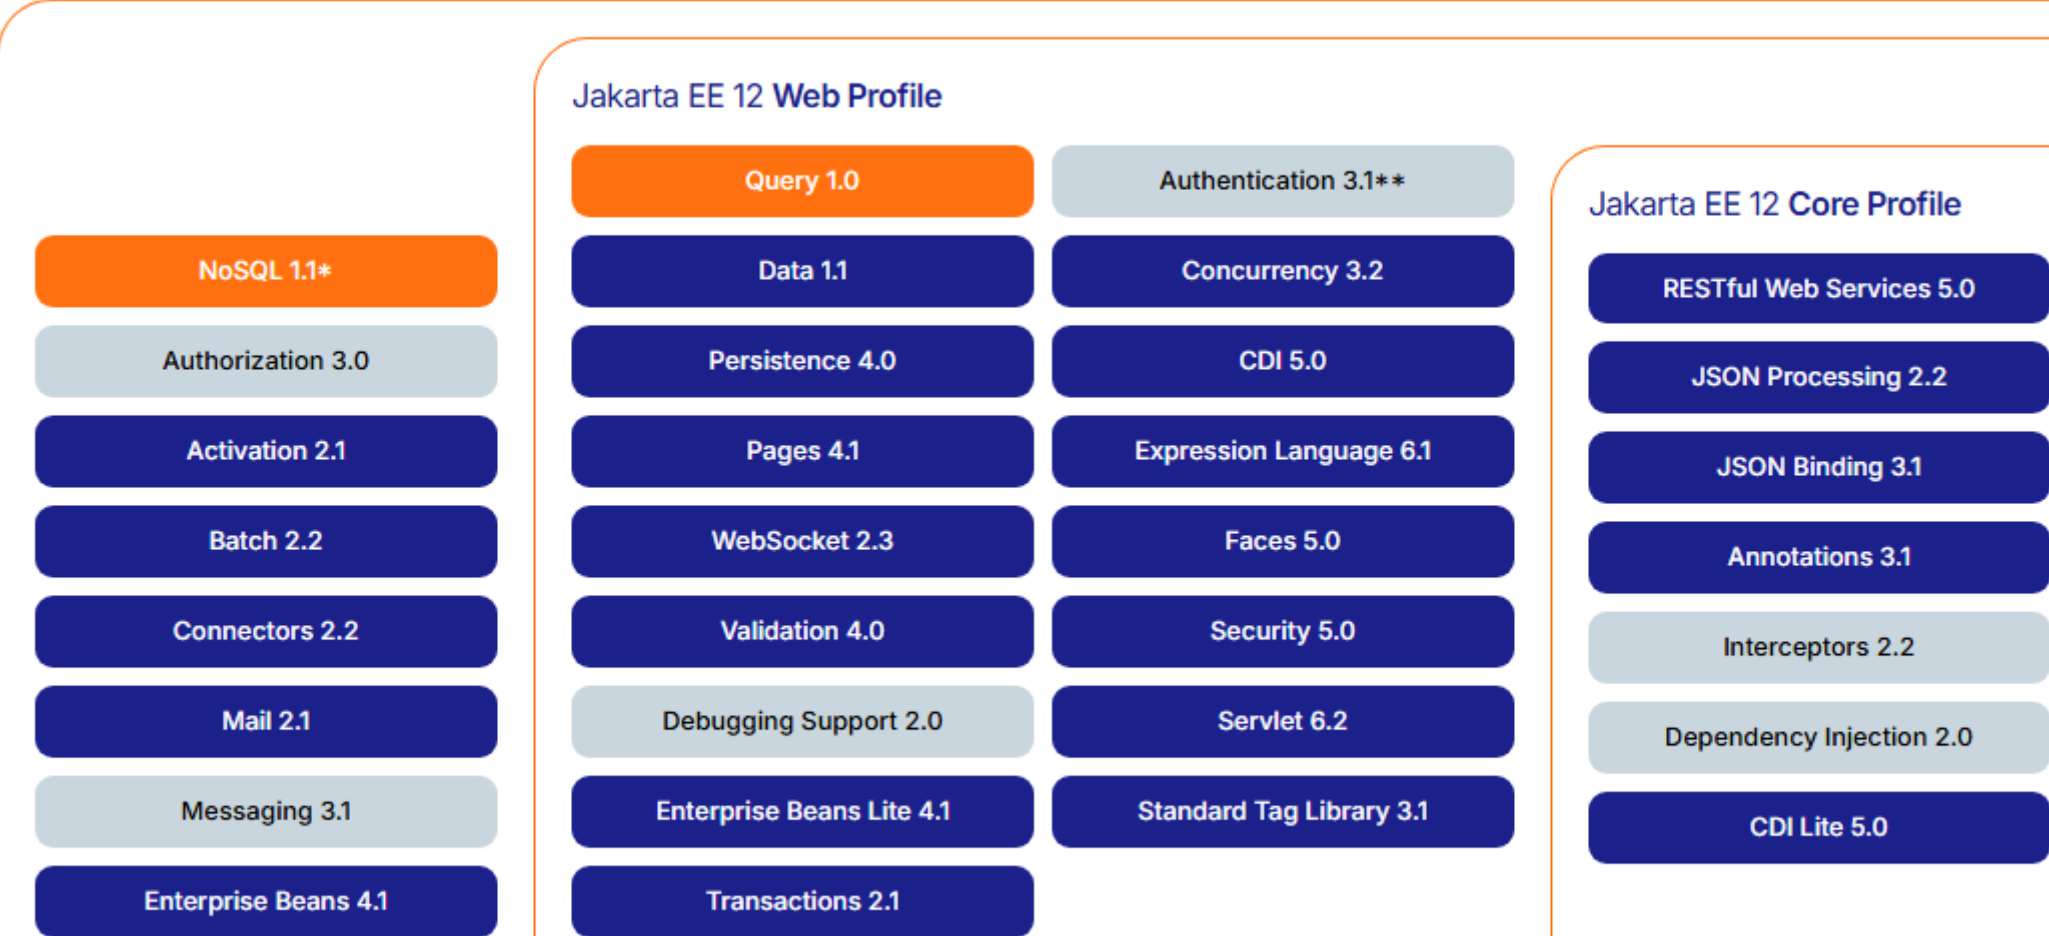 Jakarta EE 12 Web Profile
Jakarta EE 12 Core Profile
NoSQL 1.1*
Authorization 3.0
Activation 2.1
Batch 2.2
Connectors 2.2
Mail 2.1
Messaging 3.1
Enterprise Beans 4.1
Query 1.0
Data 1.1
Persistence 4.0
Pages 4.1
WebSocket 2.3
Validation 4.0
Debugging Support 2.0
Enterprise Beans Lite 4.1
Transactions 2.1
Authentication 3.1**
Concurrency 3.2
CDI 5.0
Expression Language 6.1
Faces 5.0
Security 5.0
Servlet 6.2
Standard Tag Library 3.1
RESTful Web Services 5.0
JSON Processing 2.2
JSON Binding 3.1
Annotations 3.1
Interceptors 2.2
Dependency Injection 2.0
CDI Lite 5.0